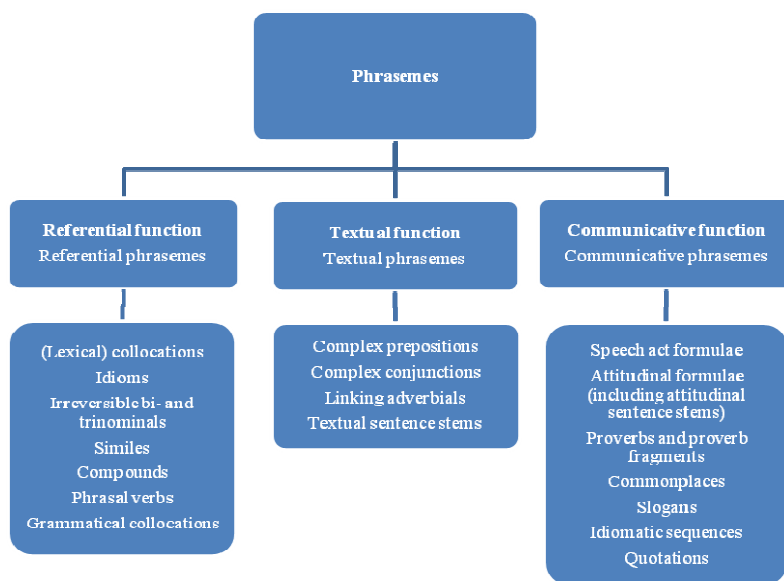 Phrasemes
Referential function
Referential phrasemes
Textual function
Textual phrasemes
Communicative function
Communicative phrasemes
(Lexical) collocations
Idioms
Irreversible bi- and
trinominals
Similes
Compounds
Phrasal verbs
Grammatical collocations
Complex prepositions
Complex conjunctions
Linking adverbials
Textual sentence stems
Speech act formulae
Attitudinal formulae
(including attitudinal
sentence stems)
Proverbs and proverb
fragments
Commonplaces
Slogans
Idiomatic sequences
Quotations